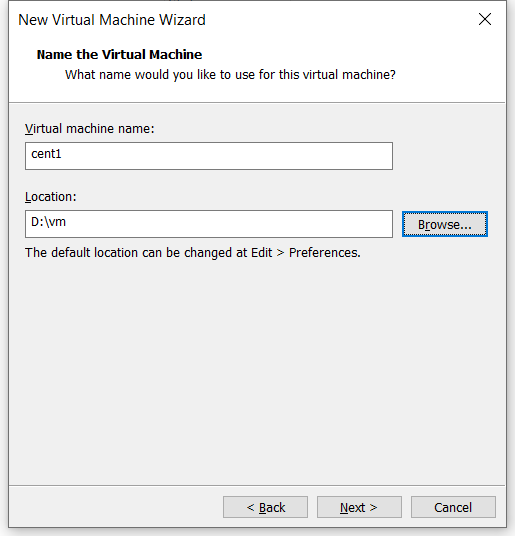 New Virtual Machine Wizard
Name the Virtual Machine
What name would you like to use for this virtual machine?
Virtual machine name:
cent1
Location:
D:\vm
Browse...
The default location can be changed at Edit > Preferences.
< Back
Next >
Cancel